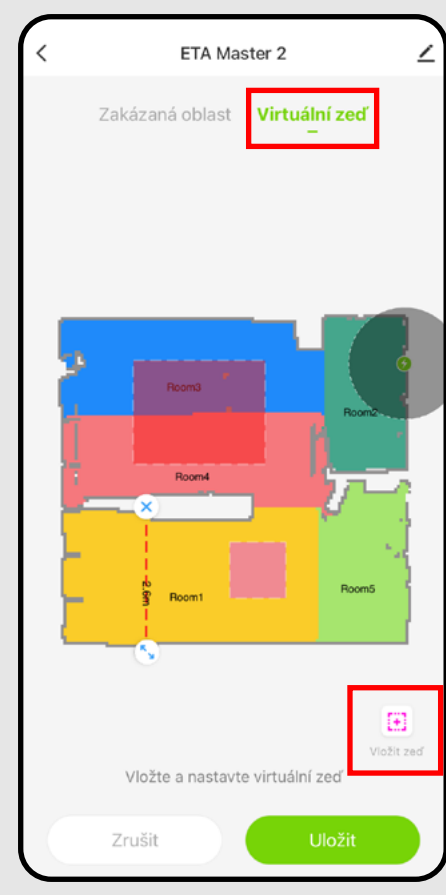 ETA Master 2
Zakázaná oblast Virtuální zeď
Room3
Room2
Room4
2.6m
Room1
Room5
Vložit zeď
Vložte a nastavte virtuální zeď
Zrušit Uložit